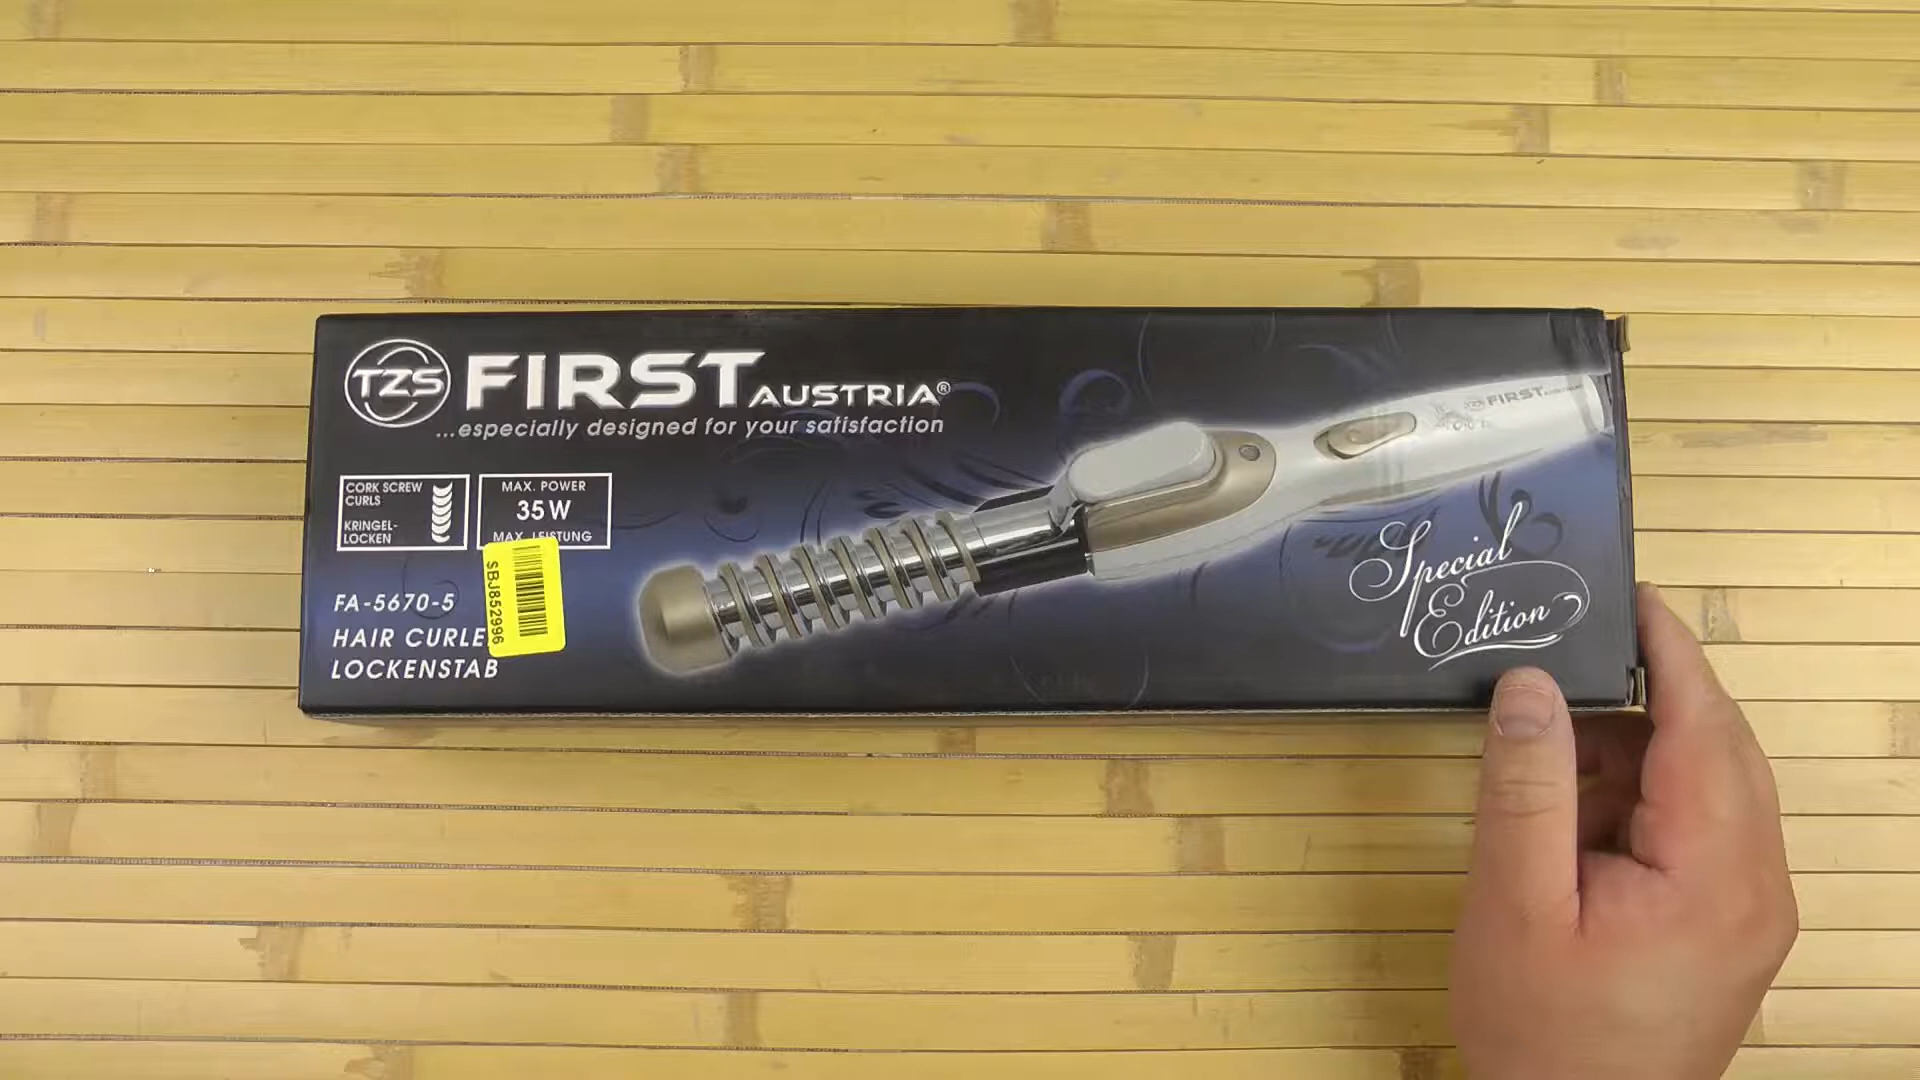 TZS FIRST AUSTRIA®
...especially designed for your satisfaction
CORK SCREW
CURLS
KRINGEL-
LOCKEN
MAX. POWER
35 W
MAX. LEISTUNG
SBJ852996
FA-5670-5
HAIR CURLE
LOCKENSTAB
FIRST
Special
Edition